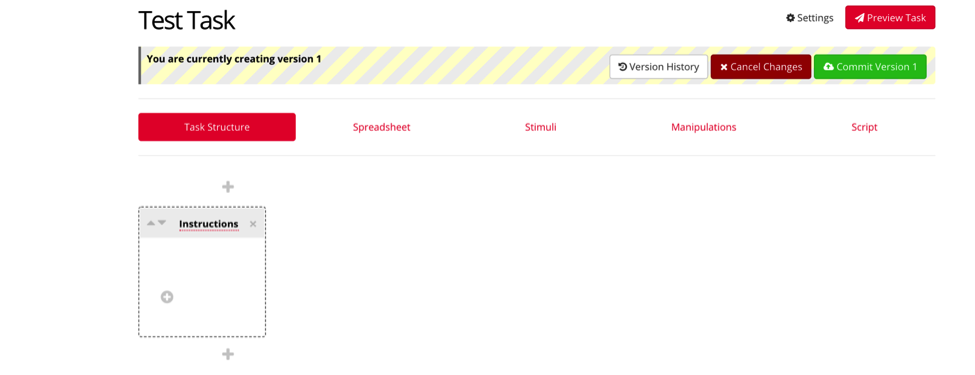 Test Task
Settings
Preview Task
You are currently creating version 1
Version History
Cancel Changes
Commit Version 1
Task Structure
Spreadsheet
Stimuli
Manipulations
Script
Instructions